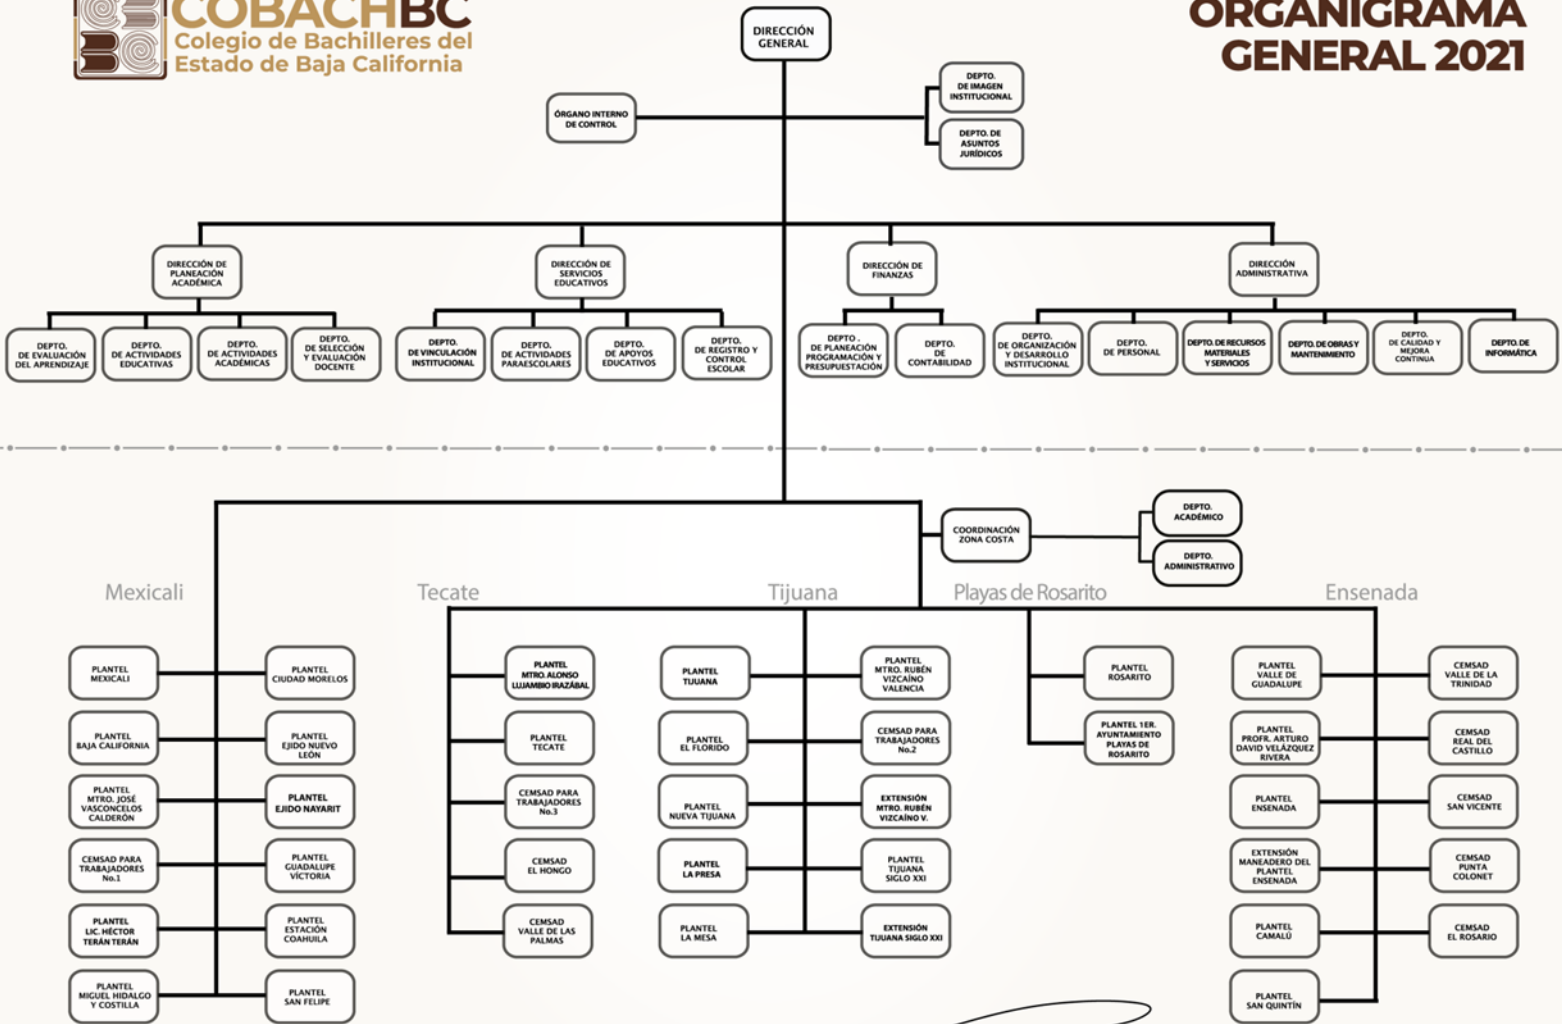 COBACHBC
Colegio de Bachilleres del
Estado de Baja California
ORGANIGRAMA
GENERAL 2021
DIRECCIÓN
GENERAL
ÓRGANO INTERNO
DE CONTROL
DEPTO.
DE IMAGEN
INSTITUCIONAL
DEPTO. DE
ASUNTOS
JURÍDICOS
DIRECCIÓN DE
PLANEACIÓN
ACADÉMICA
DIRECCIÓN DE
SERVICIOS
EDUCATIVOS
DIRECCIÓN DE
FINANZAS
DIRECCIÓN
ADMINISTRATIVA
DEPTO.
DE EVALUACIÓN
DEL APRENDIZAJE
DEPTO.
DE ACTIVIDADES
EDUCATIVAS
DEPTO.
DE ACTIVIDADES
ACADÉMICAS
DEPTO.
DE SELECCIÓN
Y EVALUACIÓN
DOCENTE
DEPTO.
DE VINCULACIÓN
INSTITUCIONAL
DEPTO.
DE ACTIVIDADES
PARAESCOLARES
DEPTO.
DE APOYOS
EDUCATIVOS
DEPTO.
DE REGISTRO Y
CONTROL
ESCOLAR
DEPTO .
DE PLANEACIÓN
PROGRAMACIÓN Y
PRESUPUESTACIÓN
DEPTO.
DE
CONTABILIDAD
DEPTO.
DE ORGANIZACIÓN
Y DESARROLLO
INSTITUCIONAL
DEPTO.
DE PERSONAL
DEPTO. DE RECURSOS
MATERIALES
Y SERVICIOS
DEPTO. DE OBRAS Y
MANTENIMIENTO
DEPTO.
DE CALIDAD Y
MEJORA
CONTINUA
DEPTO. DE
INFORMÁTICA
COORDINACIÓN
ZONA COSTA
DEPTO.
ACADÉMICO
DEPTO.
ADMINISTRATIVO
Mexicali
PLANTEL
MEXICALI
PLANTEL
CIUDAD MORELOS
PLANTEL
BAJA CALIFORNIA
PLANTEL
EJIDO NUEVO
LEÓN
PLANTEL
MTRO. JOSÉ
VASCONCELOS
CALDERÓN
PLANTEL
EJIDO NAYARIT
CEMSAD PARA
TRABAJADORES
No.1
PLANTEL
GUADALUPE
VÍCTORIA
PLANTEL
LIC. HÉCTOR
TERÁN TERÁN
PLANTEL
ESTACIÓN
COAHUILA
PLANTEL
MIGUEL HIDALGO
Y COSTILLA
PLANTEL
SAN FELIPE
Tecate
PLANTEL
MTRO. ALONSO
LUJAMBIO IRAZÁBAL
PLANTEL
TECATE
CEMSAD PARA
TRABAJADORES
No.3
CEMSAD
EL HONGO
CEMSAD
VALLE DE LAS
PALMAS
Tijuana
PLANTEL
TIJUANA
PLANTEL
MTRO. RUBÉN
VIZCAÍNO
VALENCIA
PLANTEL
EL FLORIDO
CEMSAD PARA
TRABAJADORES
No.2
PLANTEL
NUEVA TIJUANA
EXTENSIÓN
MTRO. RUBÉN
VIZCAÍNO V.
PLANTEL
LA PRESA
PLANTEL
TIJUANA
SIGLO XXI
PLANTEL
LA MESA
EXTENSIÓN
TIJUANA SIGLO XXI
Playas de Rosarito
PLANTEL
ROSARITO
PLANTEL 1ER.
AYUNTAMIENTO
PLAYAS DE
ROSARITO
Ensenada
PLANTEL
VALLE DE
GUADALUPE
CEMSAD
VALLE DE LA
TRINIDAD
PLANTEL
PROFR. ARTURO
DAVID VELÁZQUEZ
RIVERA
CEMSAD
REAL DEL
CASTILLO
PLANTEL
ENSENADA
CEMSAD
SAN VICENTE
EXTENSIÓN
MANEADERO DEL
PLANTEL
ENSENADA
CEMSAD
PUNTA
COLONET
PLANTEL
CAMALÚ
CEMSAD
EL ROSARIO
PLANTEL
SAN QUINTÍN